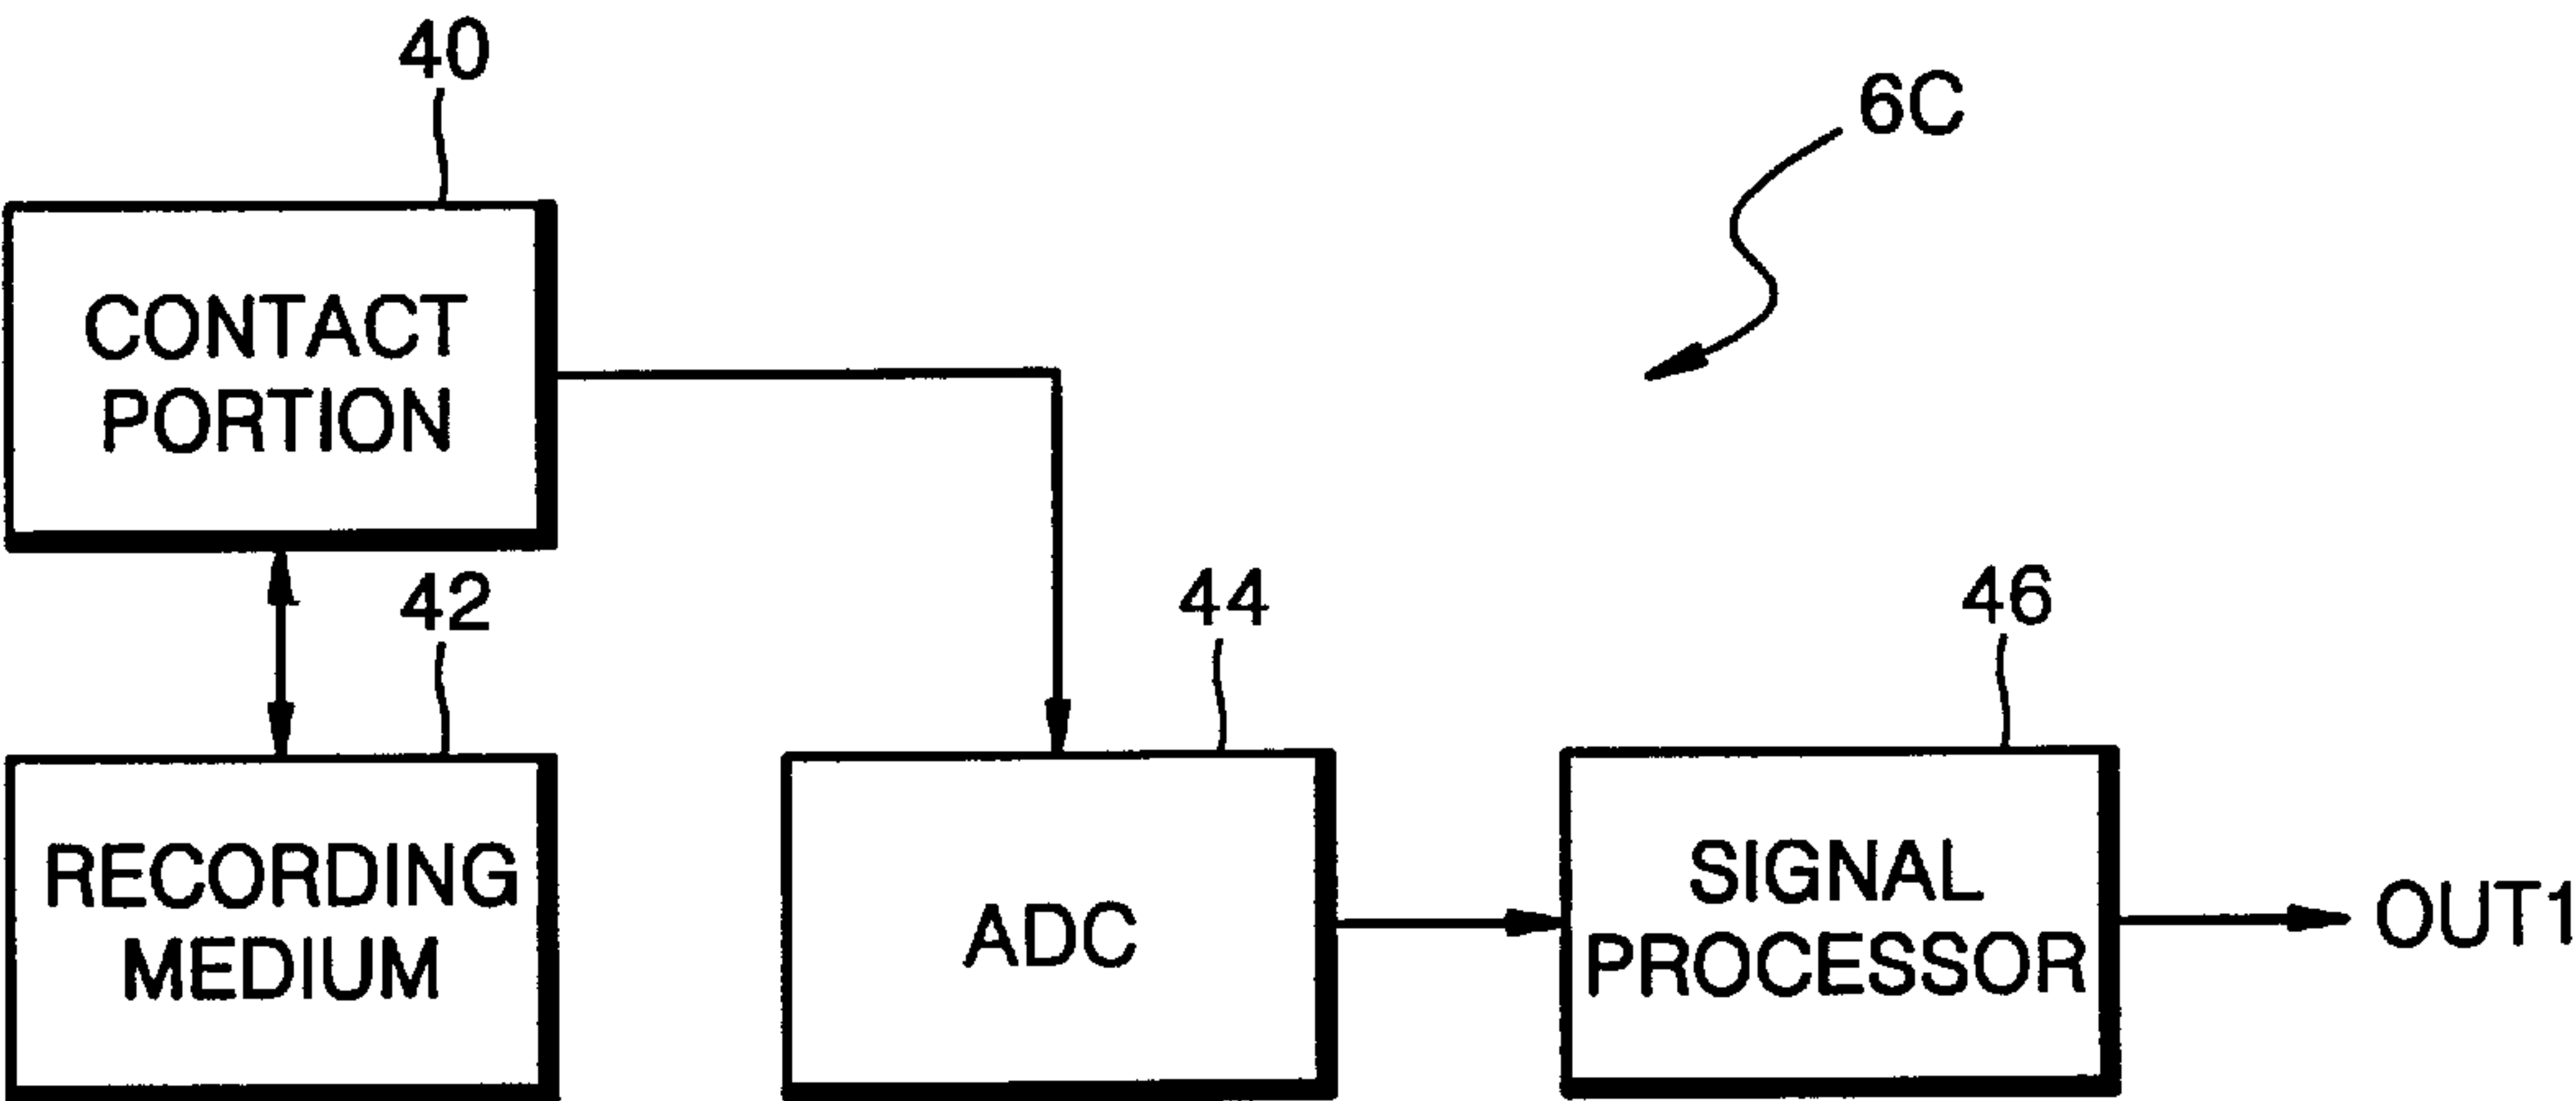 40
6C
CONTACT
PORTION
42
44
46
RECORDING
MEDIUM
ADC
SIGNAL
PROCESSOR
OUT1